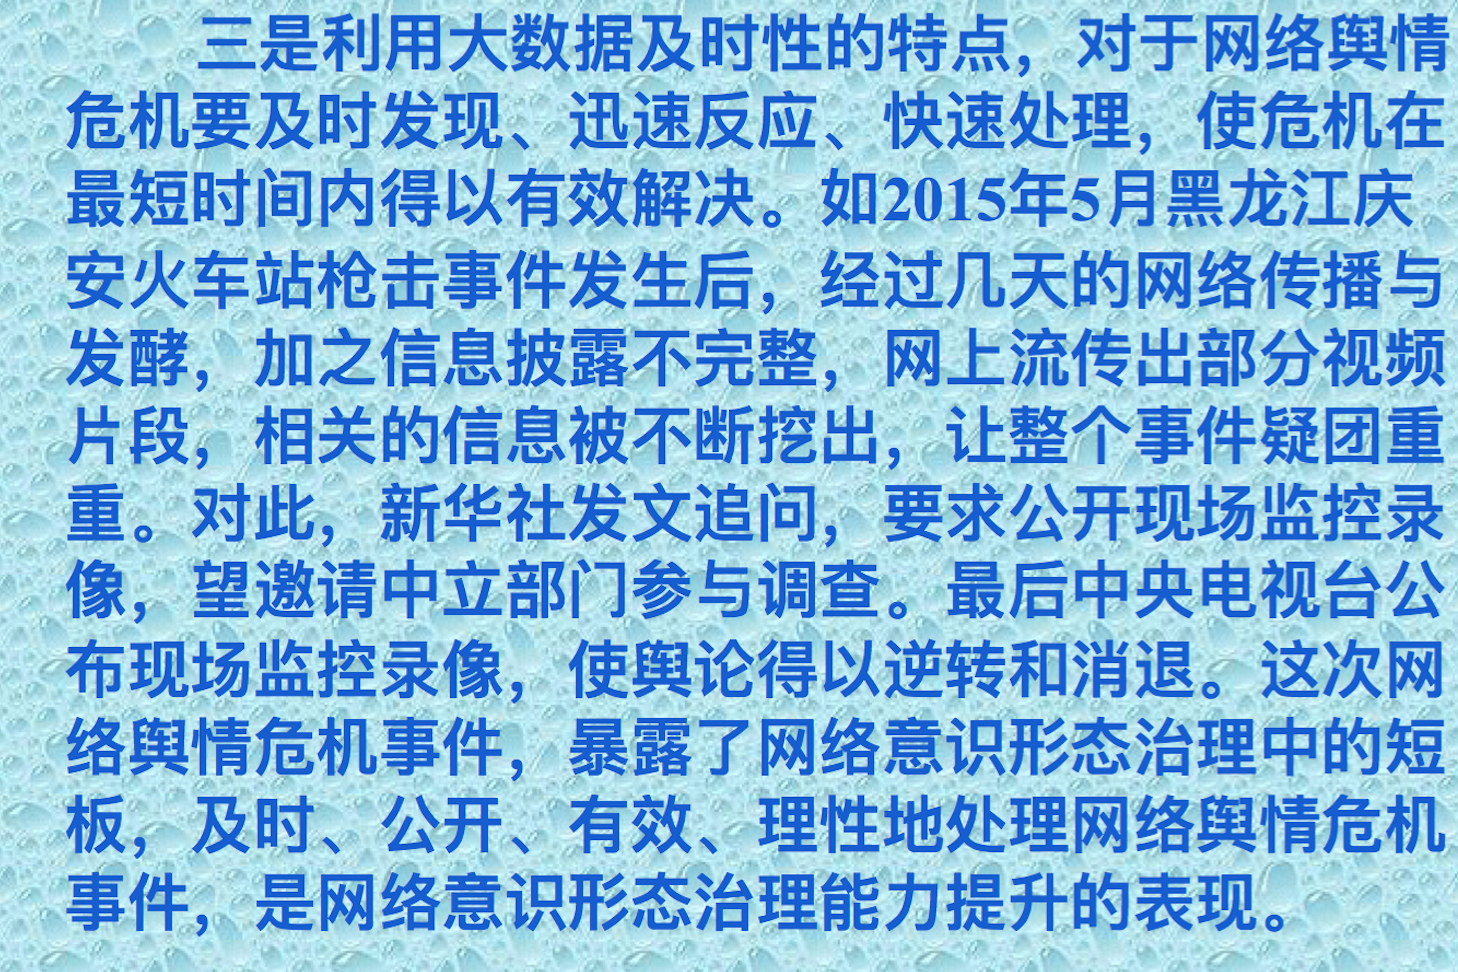 三是利用大数据及时性的特点，对于网络舆情
危机要及时发现、迅速反应、快速处理，使危机在
最短时间内得以有效解决。如2015年5月黑龙江庆
安火车站枪击事件发生后，经过几天的网络传播与
发酵，加之信息披露不完整，网上流传出部分视频
片段，相关的信息被不断挖出，让整个事件疑团重
重。对此，新华社发文追问，要求公开现场监控录
像，望邀请中立部门参与调查。最后中央电视台公
布现场监控录像，使舆论得以逆转和消退。这次网
络舆情危机事件，暴露了网络意识形态治理中的短
板，及时、公开、有效、理性地处理网络舆情危机
事件，是网络意识形态治理能力提升的表现。